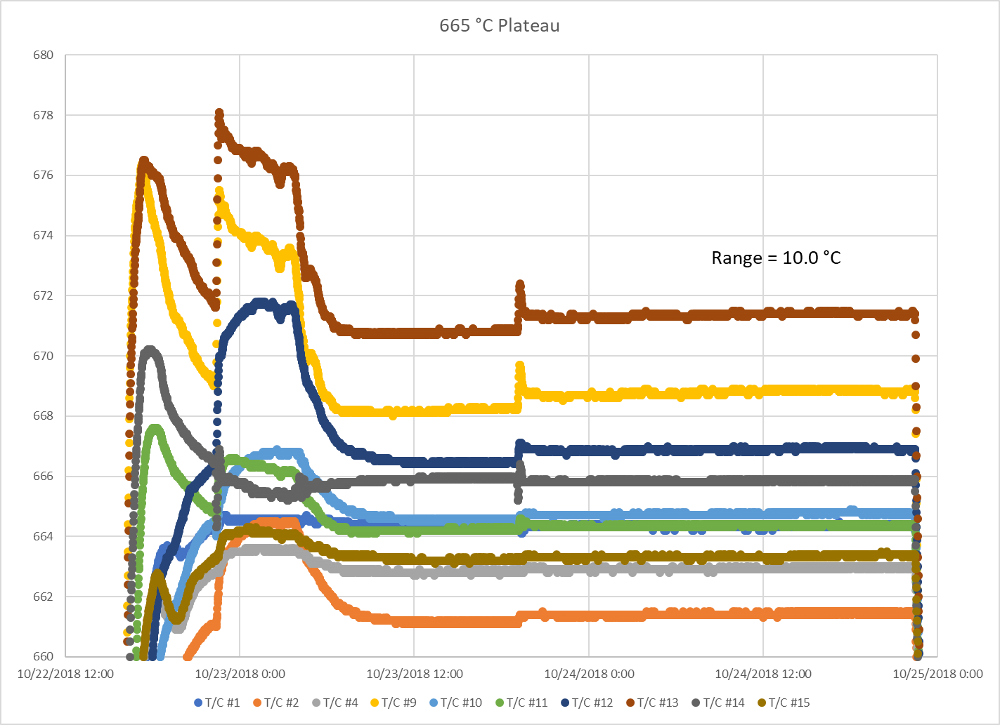 665 °C Plateau
680
678
676
674
Range = 10.0 °C
672
670
668
666
664
662
660
10/22/2018 12:00 10/23/2018 0:00 10/23/2018 12:00 10/24/2018 0:00 10/24/2018 12:00 10/25/2018 0:00
T/C #1 T/C #2 T/C #4 T/C #9 T/C #10 T/C #11 T/C #12 T/C #13 T/C #14 T/C #15